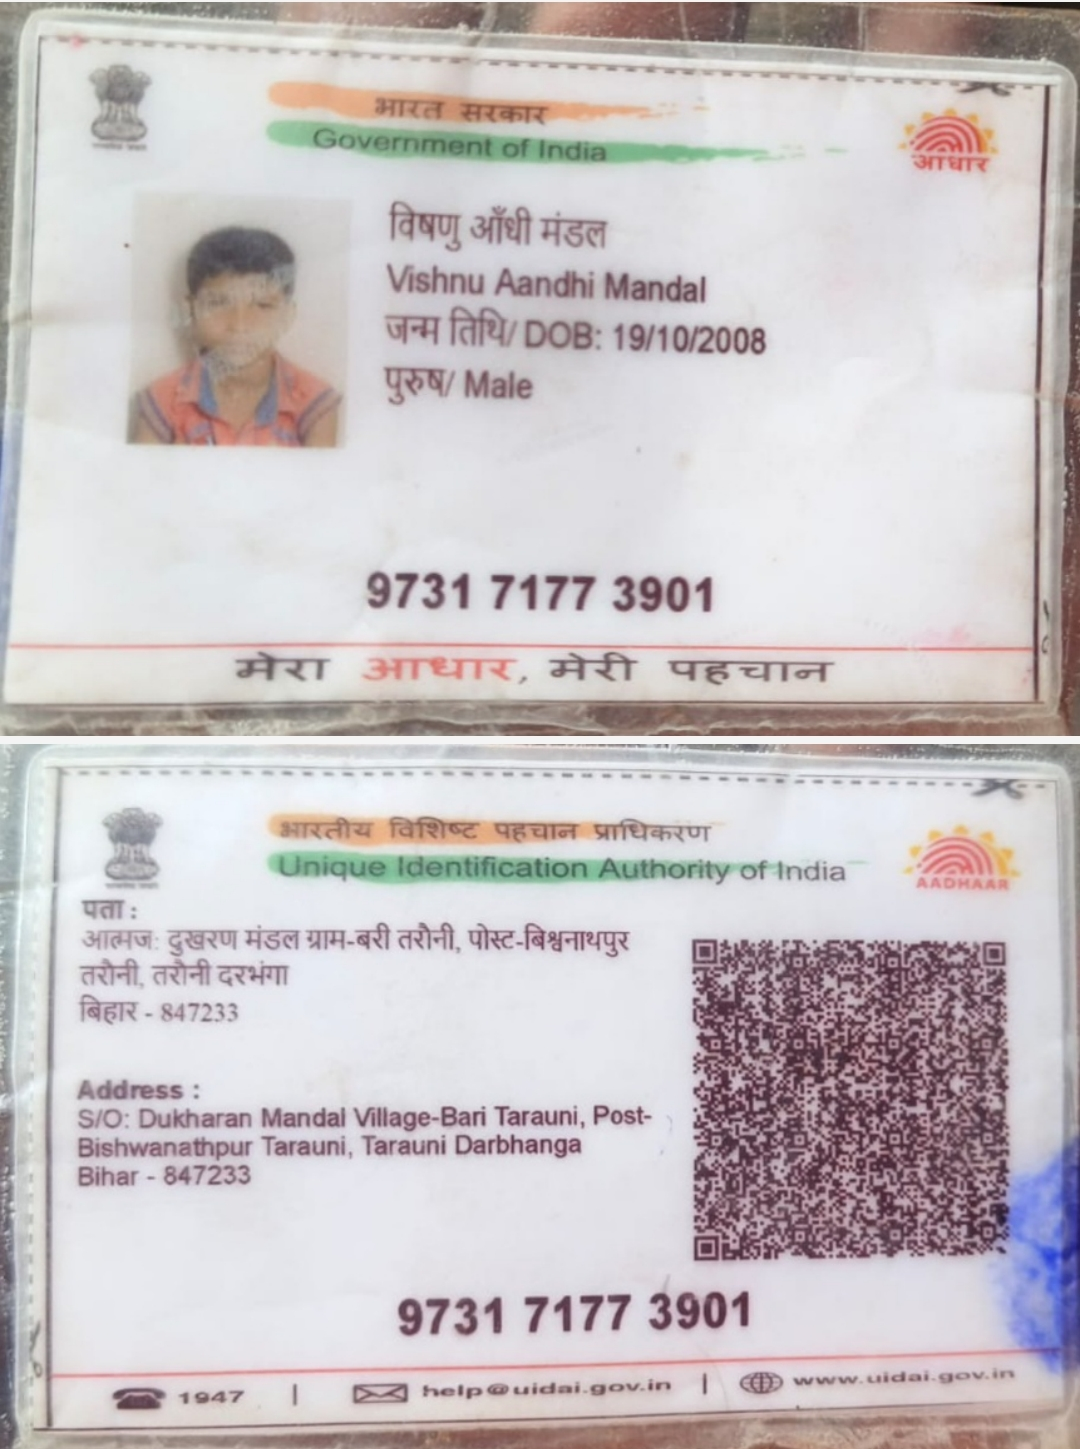 भारत सरकार
Government of India
आधार
विषणु आँधी मंडल
Vishnu Aandhi Mandal
जन्म तिथि/ DOB: 19/10/2008
पुरुष/ Male
9731 7177 3901
मेरा आधार, मेरी पहचान
भारतीय विशिष्ट पहचान प्राधिकरण
Unique Identification Authority of India
AADHAAR
पता :
आत्मज: दुखरण मंडल ग्राम-बरी तरौनी, पोस्ट-बिश्वनाथपुर
तरौनी, तरौनी दरभंगा
बिहार - 847233
Address :
S/O: Dukharan Mandal Village-Bari Tarauni, Post-
Bishwanathpur Tarauni, Tarauni Darbhanga
Bihar - 847233
9731 7177 3901
1947 | help@uidai.gov.in | www.uidai.gov.in